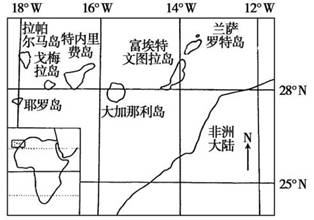 18°W
16°W
14°W
12°W
拉帕
尔马岛
特内里
费岛
戈梅
拉岛
富埃特
文图拉岛
兰萨
罗特岛
28°N
耶罗岛
大加那利岛
非洲
大陆
N
25°N